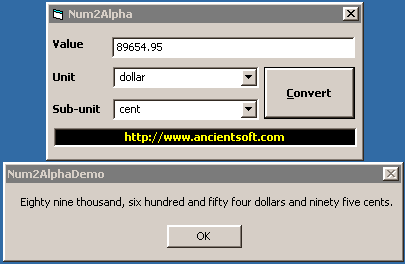 Num2Alpha
Value
89654.95
Unit
dollar
Sub-unit
cent
Convert
http://www.ancientsoft.com
Num2AlphaDemo
Eighty nine thousand, six hundred and fifty four dollars and ninety five cents.
OK